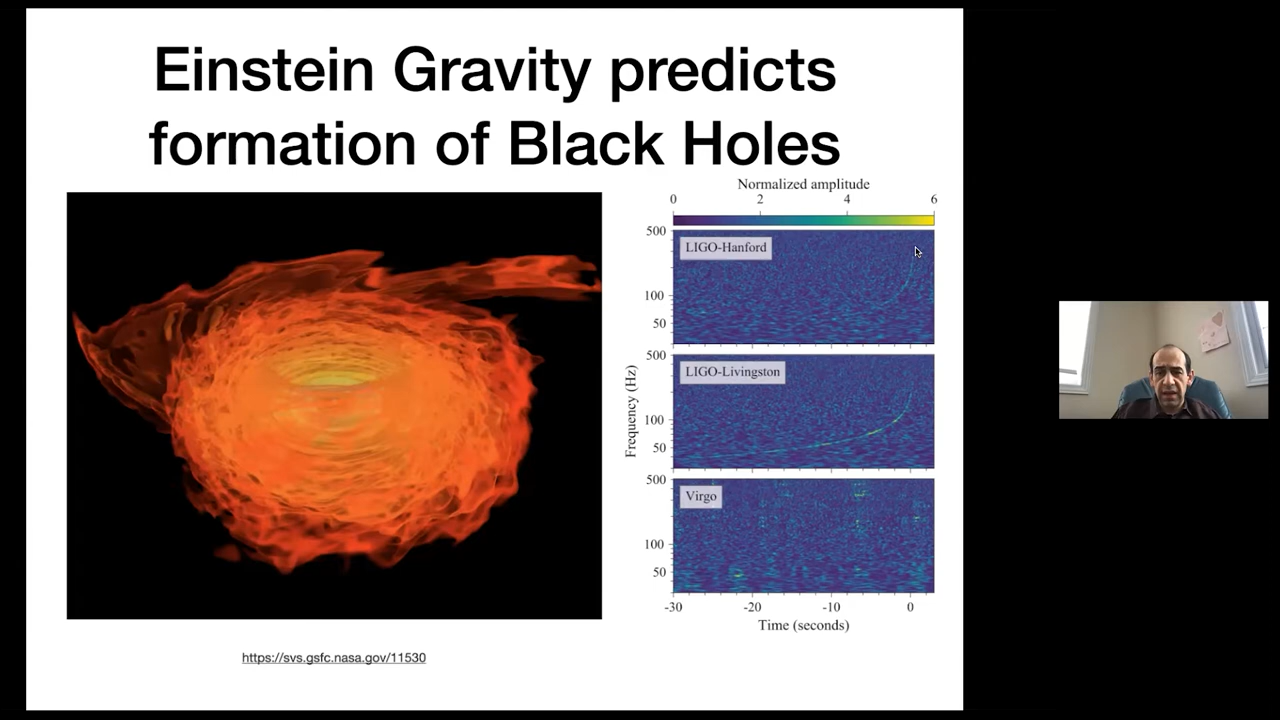 Einstein Gravity predicts
formation of Black Holes
Normalized amplitude
0 2 4 6
500
LIGO-Hanford
100
50
500
LIGO-Livingston
100
50
Frequency (Hz)
500
Virgo
100
50
-30 -20 -10 0
Time (seconds)
https://svs.gsfc.nasa.gov/11530